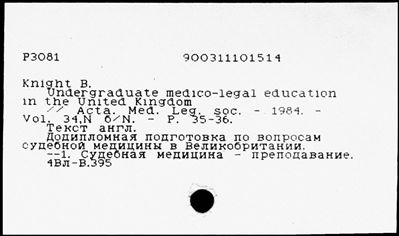 P3081 900311101514
Knight B.
Undergraduate medico-legal education
in the United Kingdom
// Acta. Med. Leg. soc. - 1984. -
Vol. 34,N б/N. - P. 35-36.
Текст англ.
Додипломная подготовка по вопросам
судебной медицины в Великобритании.
--1. Судебная медицина - преподавание.
4Вл-В.395